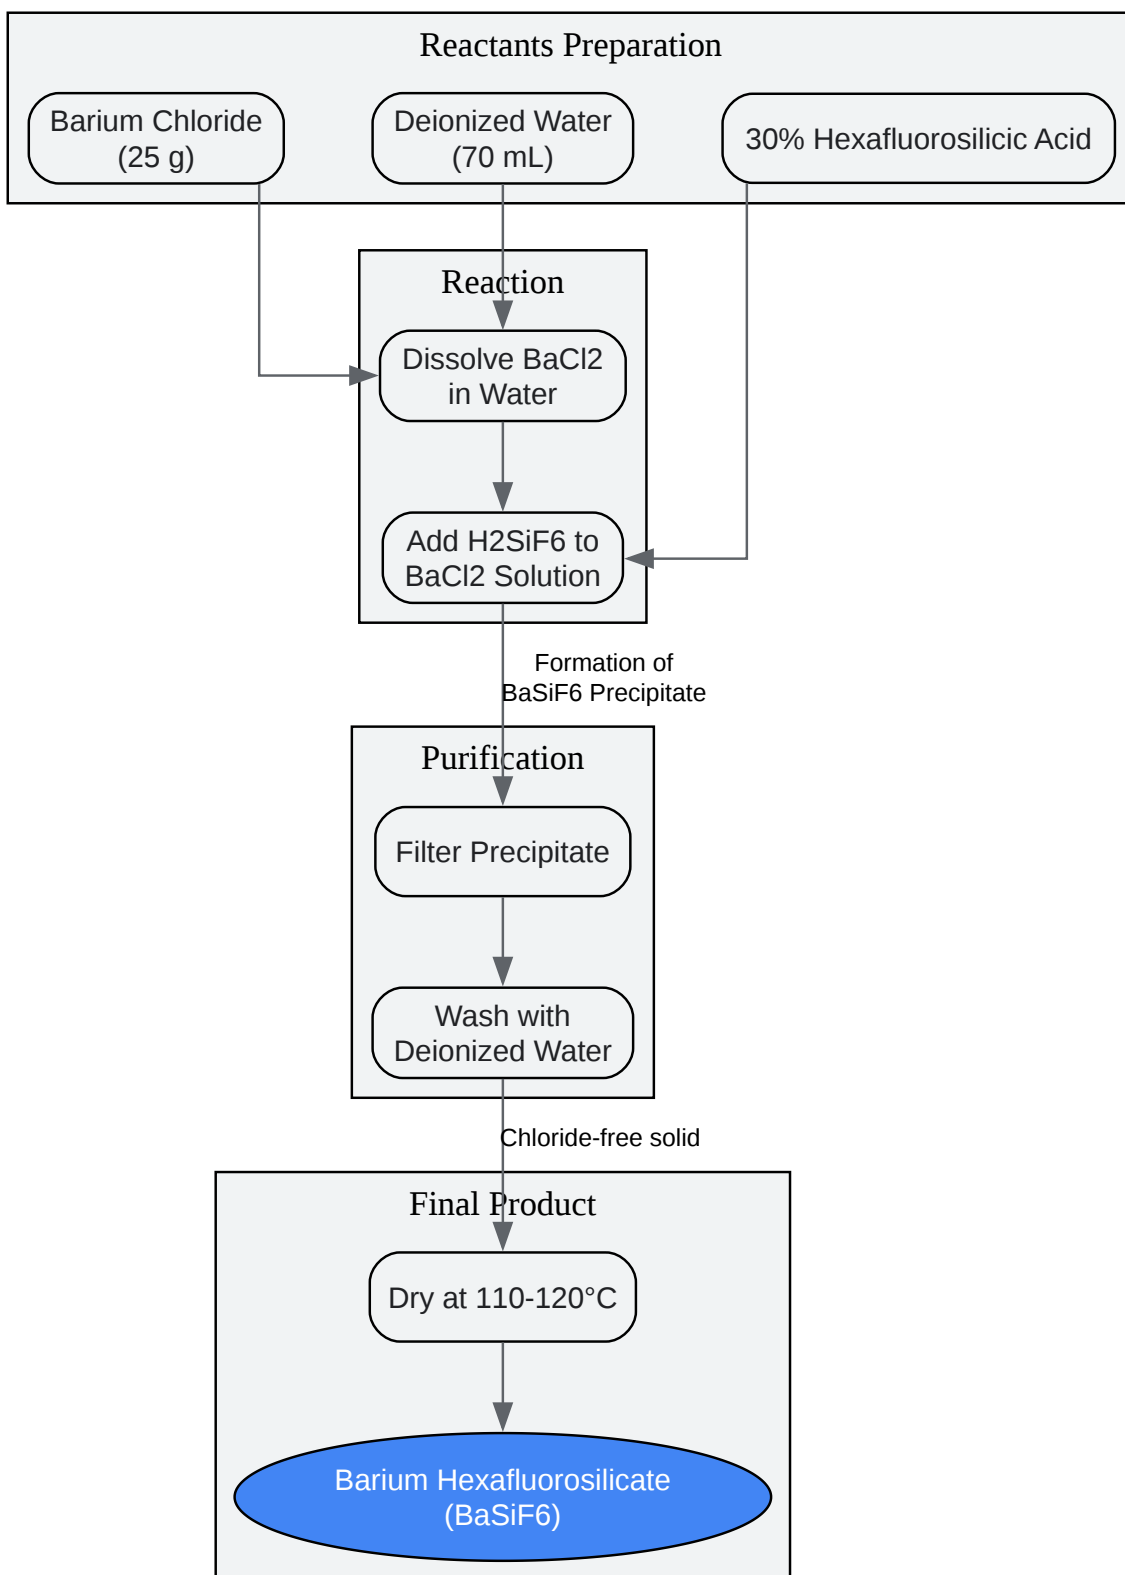 Reactants Preparation
Barium Chloride
(25 g)
Deionized Water
(70 mL)
30% Hexafluorosilicic Acid
Reaction
Dissolve BaCl2
in Water
Add H2SiF6 to
BaCl2 Solution
Formation of
BaSiF6 Precipitate
Purification
Filter Precipitate
Wash with
Deionized Water
Chloride-free solid
Final Product
Dry at 110-120°C
Barium Hexafluorosilicate
(BaSiF6)